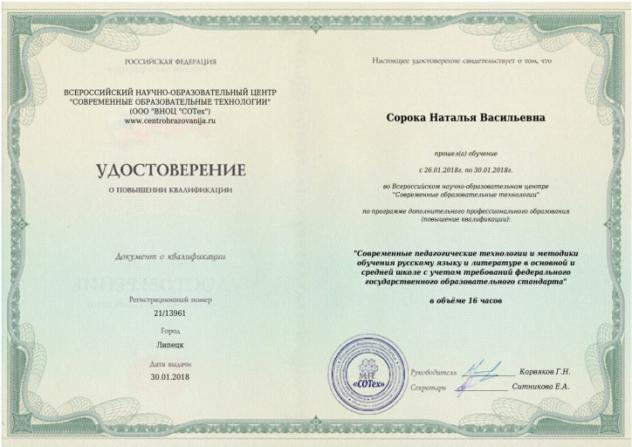 РОССИЙСКАЯ ФЕДЕРАЦИЯ
ВСЕРОССИЙСКИЙ НАУЧНО-ОБРАЗОВАТЕЛЬНЫЙ ЦЕНТР
"СОВРЕМЕННЫЕ ОБРАЗОВАТЕЛЬНЫЕ ТЕХНОЛОГИИ"
(ООО "ВНОЦ "СОТех")
www.centrobrazovanija.ru
УДОСТОВЕРЕНИЕ
О ПОВЫШЕНИИ КВАЛИФИКАЦИИ
Документ о квалификации
Регистрационный номер
21/13961
Город
Липецк
Дата выдачи
30.01.2018
Настоящее удостоверение свидетельствует о том, что
Сорока Наталья Васильевна
прошел(а) обучение
с 26.01.2018г. по 30.01.2018г.
во Всероссийском научно-образовательном центре
"Современные образовательные технологии"
по программе дополнительного профессионального образования
(повышение квалификации):
"Современные педагогические технологии и методики
обучения русскому языку и литературе в основной и
средней школе с учетом требований федерального
государственного образовательного стандарта"
в объёме 16 часов
«СОТех»
Руководитель Корвяков Г.Н.
Секретарь Ситникова Е.А.